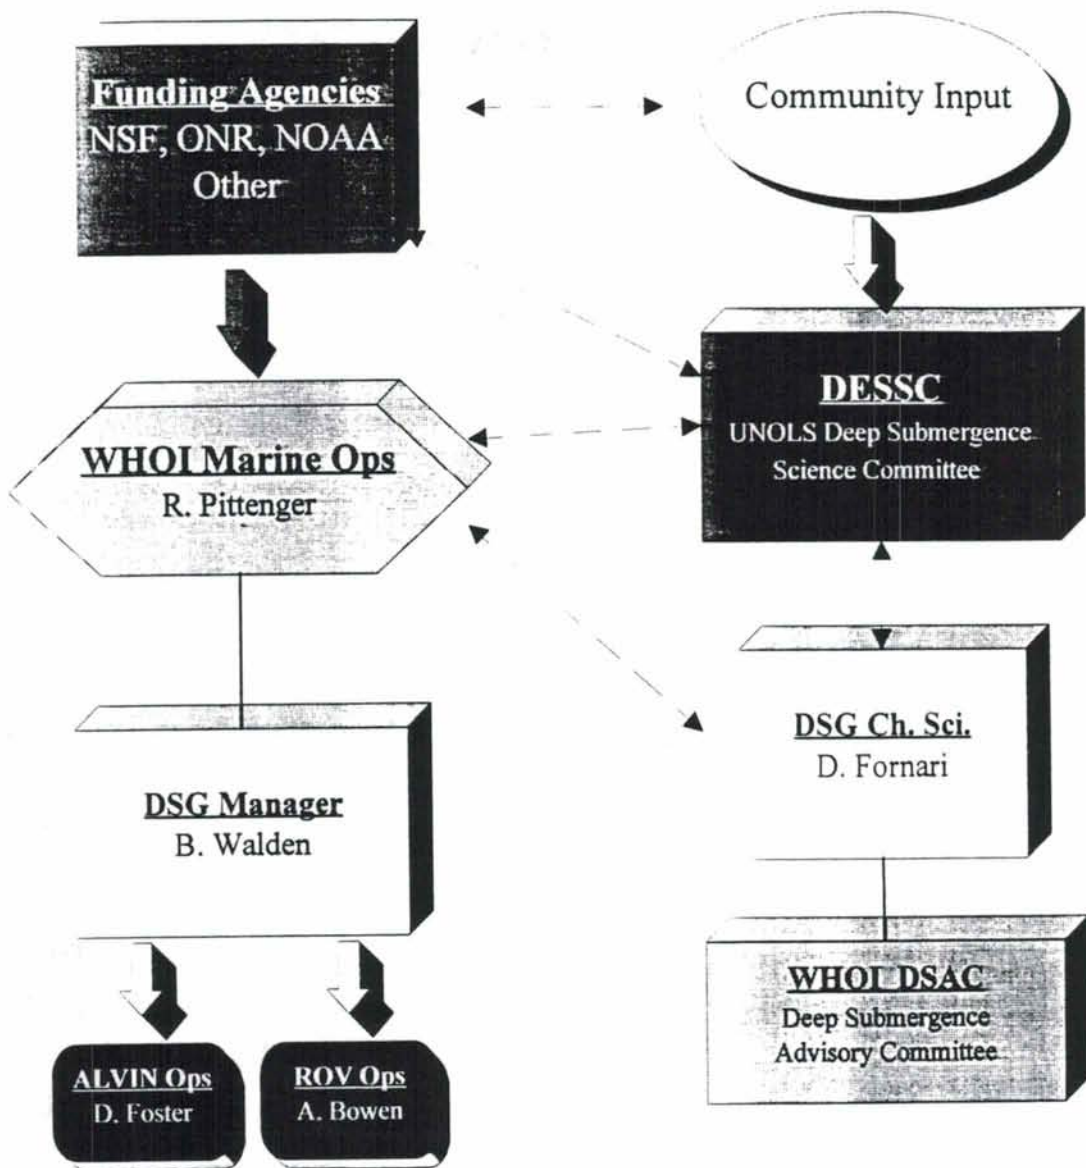 Funding Agencies
NSF, ONR, NOAA
Other
Community Input
DESSC
UNOLS Deep Submergence
Science Committee
WHOI Marine Ops
R. Pittenger
DSG Ch. Sci.
D. Fornari
DSG Manager
B. Walden
WHOI DSAC
Deep Submergence
Advisory Committee
ALVIN Ops
D. Foster
ROV Ops
A. Bowen